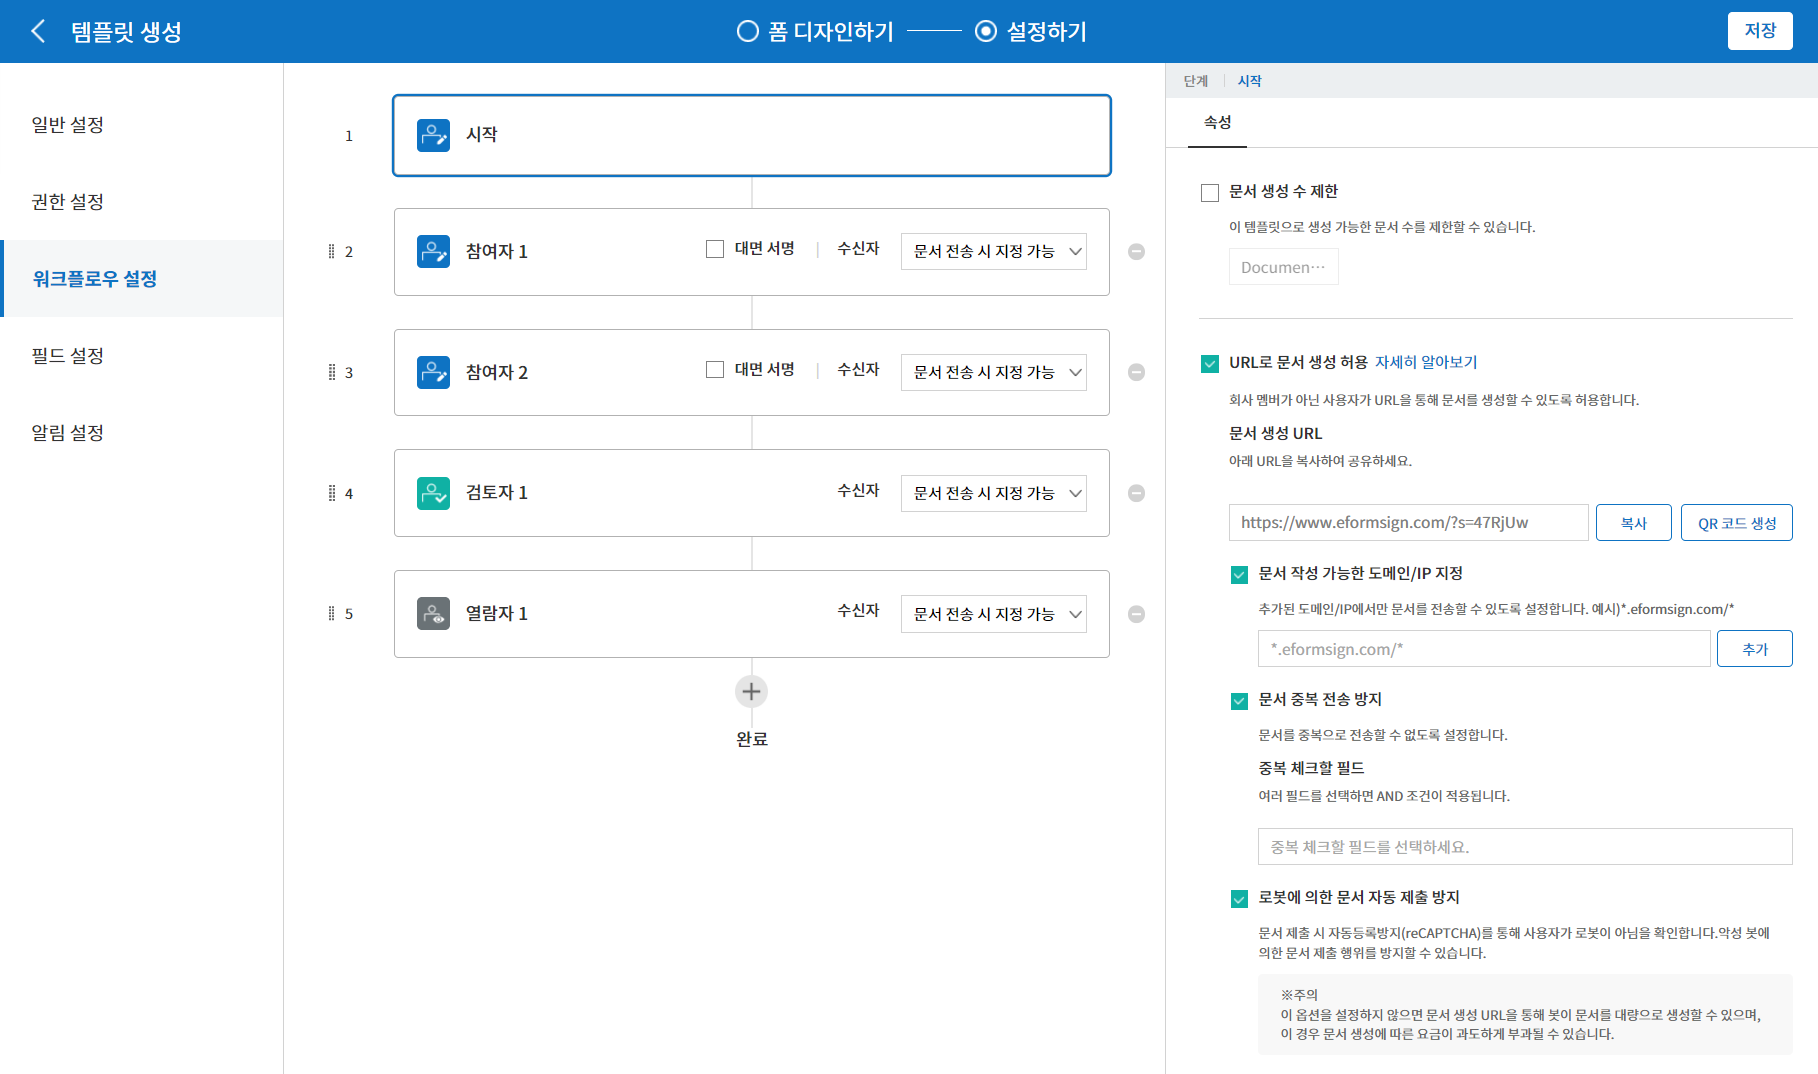 템플릿 생성
폼 디자인하기
설정하기
저장
일반 설정
권한 설정
워크플로우 설정
필드 설정
알림 설정
1
시작
2
참여자 1
대면 서명
수신자
문서 전송 시 지정 가능
3
참여자 2
대면 서명
수신자
문서 전송 시 지정 가능
4
검토자 1
수신자
문서 전송 시 지정 가능
5
열람자 1
수신자
문서 전송 시 지정 가능
완료
단계 | 시작
속성
문서 생성 수 제한
이 템플릿으로 생성 가능한 문서 수를 제한할 수 있습니다.
Documen···
URL로 문서 생성 허용 자세히 알아보기
회사 멤버가 아닌 사용자가 URL을 통해 문서를 생성할 수 있도록 허용합니다.
문서 생성 URL
아래 URL을 복사하여 공유하세요.
https://www.eformsign.com/?s=47RjUw
복사
QR 코드 생성
문서 작성 가능한 도메인/IP 지정
추가된 도메인/IP에서만 문서를 전송할 수 있도록 설정합니다. 예시)*.eformsign.com/*
*.eformsign.com/*
추가
문서 중복 전송 방지
문서를 중복으로 전송할 수 없도록 설정합니다.
중복 체크할 필드
여러 필드를 선택하면 AND 조건이 적용됩니다.
중복 체크할 필드를 선택하세요.
로봇에 의한 문서 자동 제출 방지
문서 제출 시 자동등록방지(reCAPTCHA)를 통해 사용자가 로봇이 아님을 확인합니다.악성 봇에
의한 문서 제출 행위를 방지할 수 있습니다.
※주의
이 옵션을 설정하지 않으면 문서 생성 URL을 통해 봇이 문서를 대량으로 생성할 수 있으며,
이 경우 문서 생성에 따른 요금이 과도하게 부과될 수 있습니다.